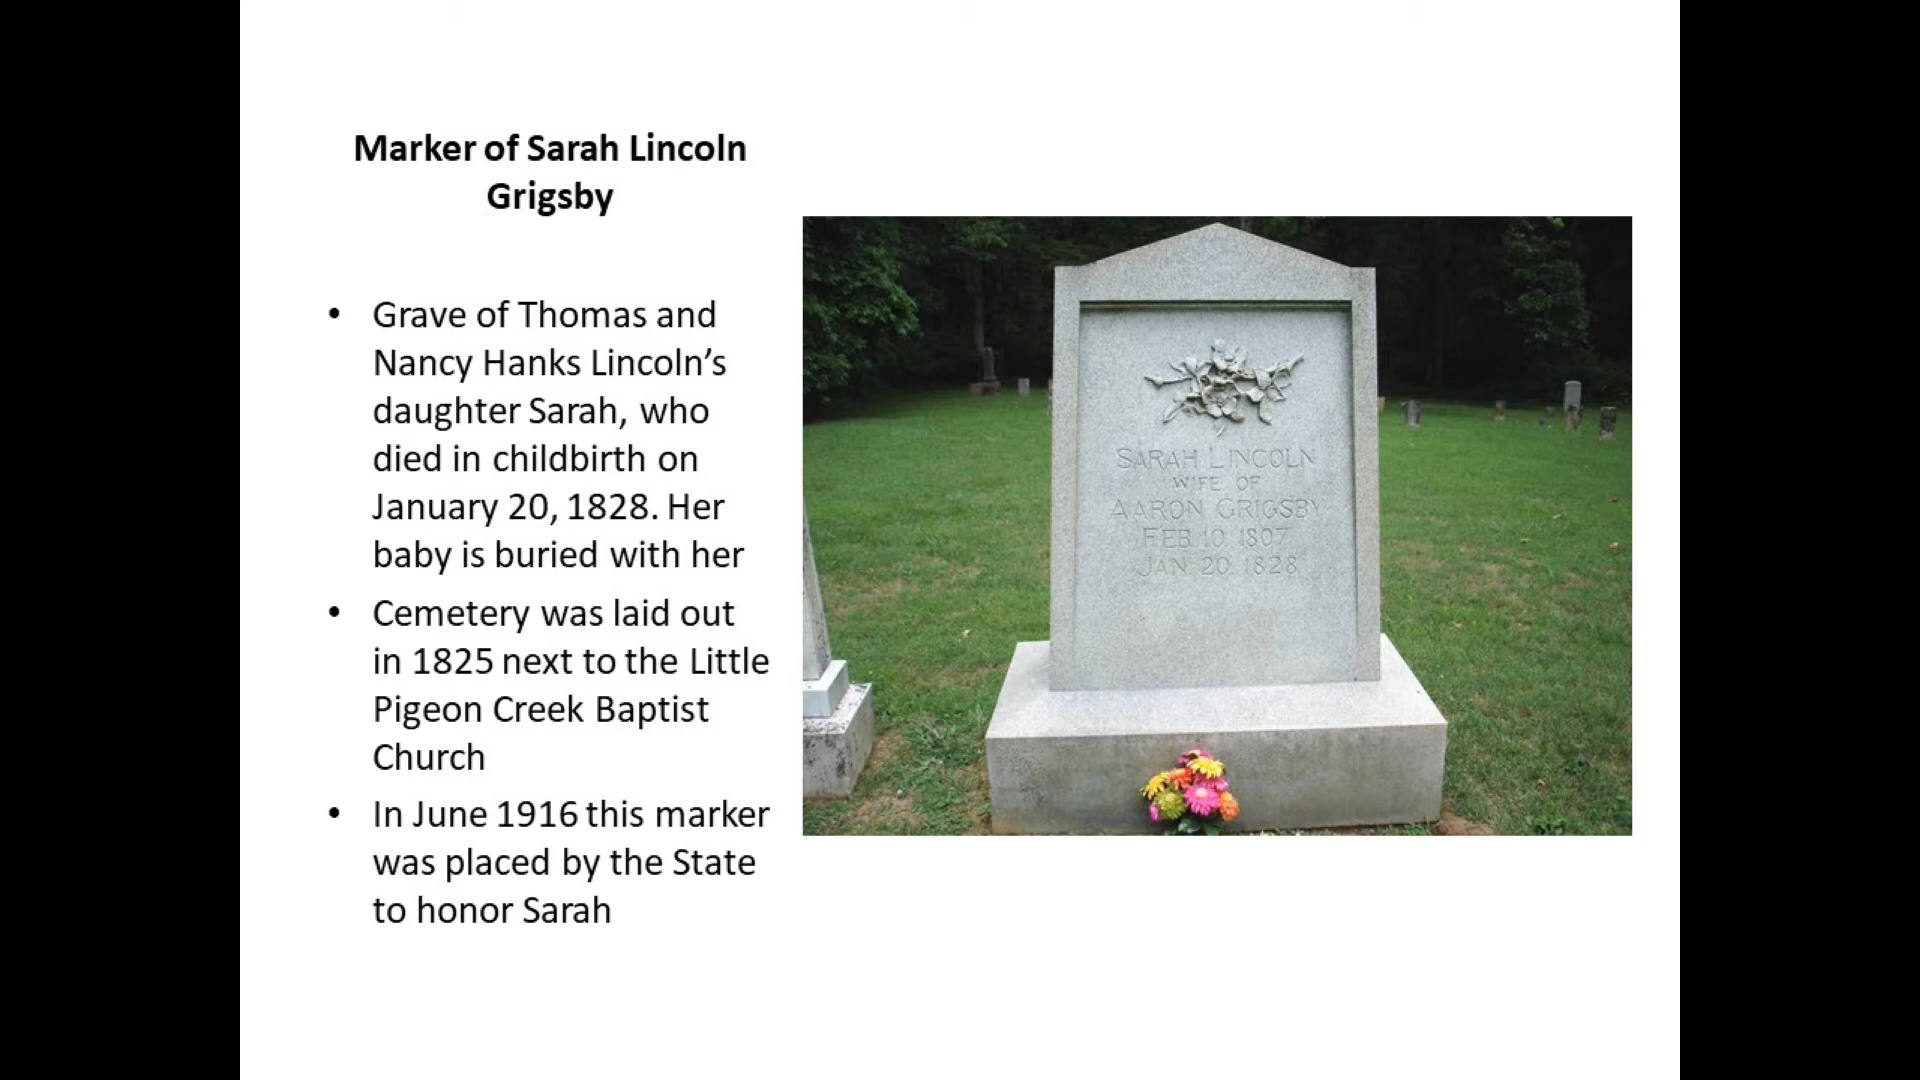 Marker of Sarah Lincoln
Grigsby
• Grave of Thomas and
Nancy Hanks Lincoln’s
daughter Sarah, who
died in childbirth on
January 20, 1828. Her
baby is buried with her
• Cemetery was laid out
in 1825 next to the Little
Pigeon Creek Baptist
Church
• In June 1916 this marker
was placed by the State
to honor Sarah
SARAH LINCOLN
WIFE OF
AARON GRIGSBY
FEB. 10, 1807
JAN. 20. 1828